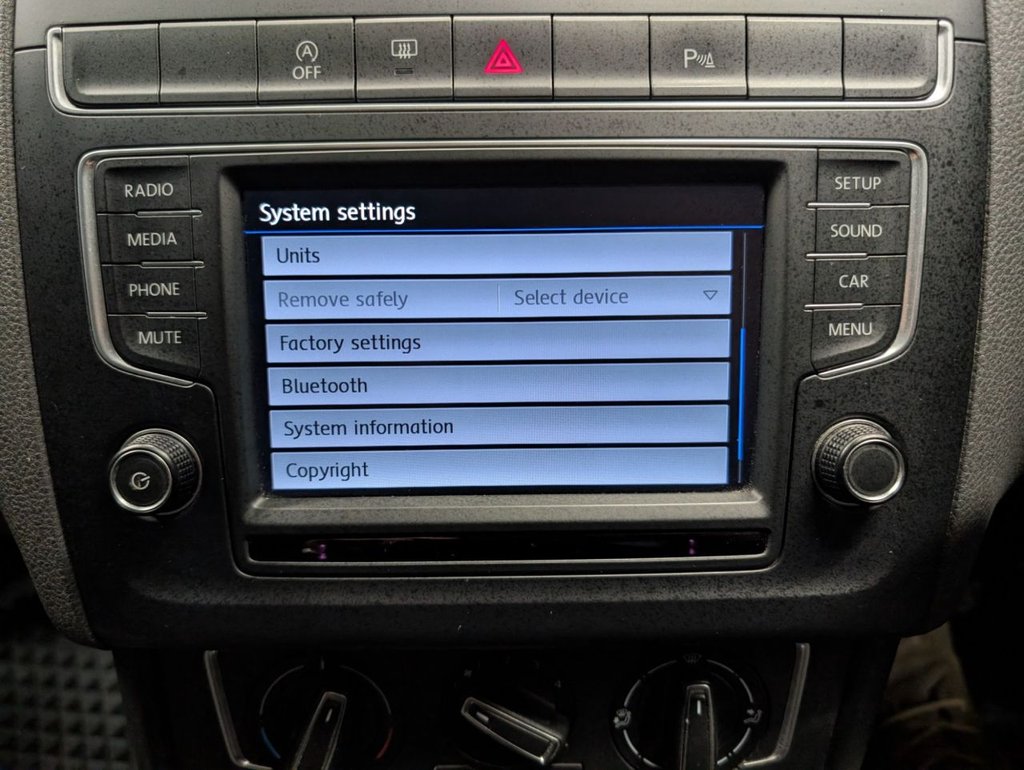 A
OFF
P
RADIO
MEDIA
PHONE
MUTE
System settings
Units
Remove safely Select device
Factory settings
Bluetooth
System information
Copyright
SETUP
SOUND
CAR
MENU